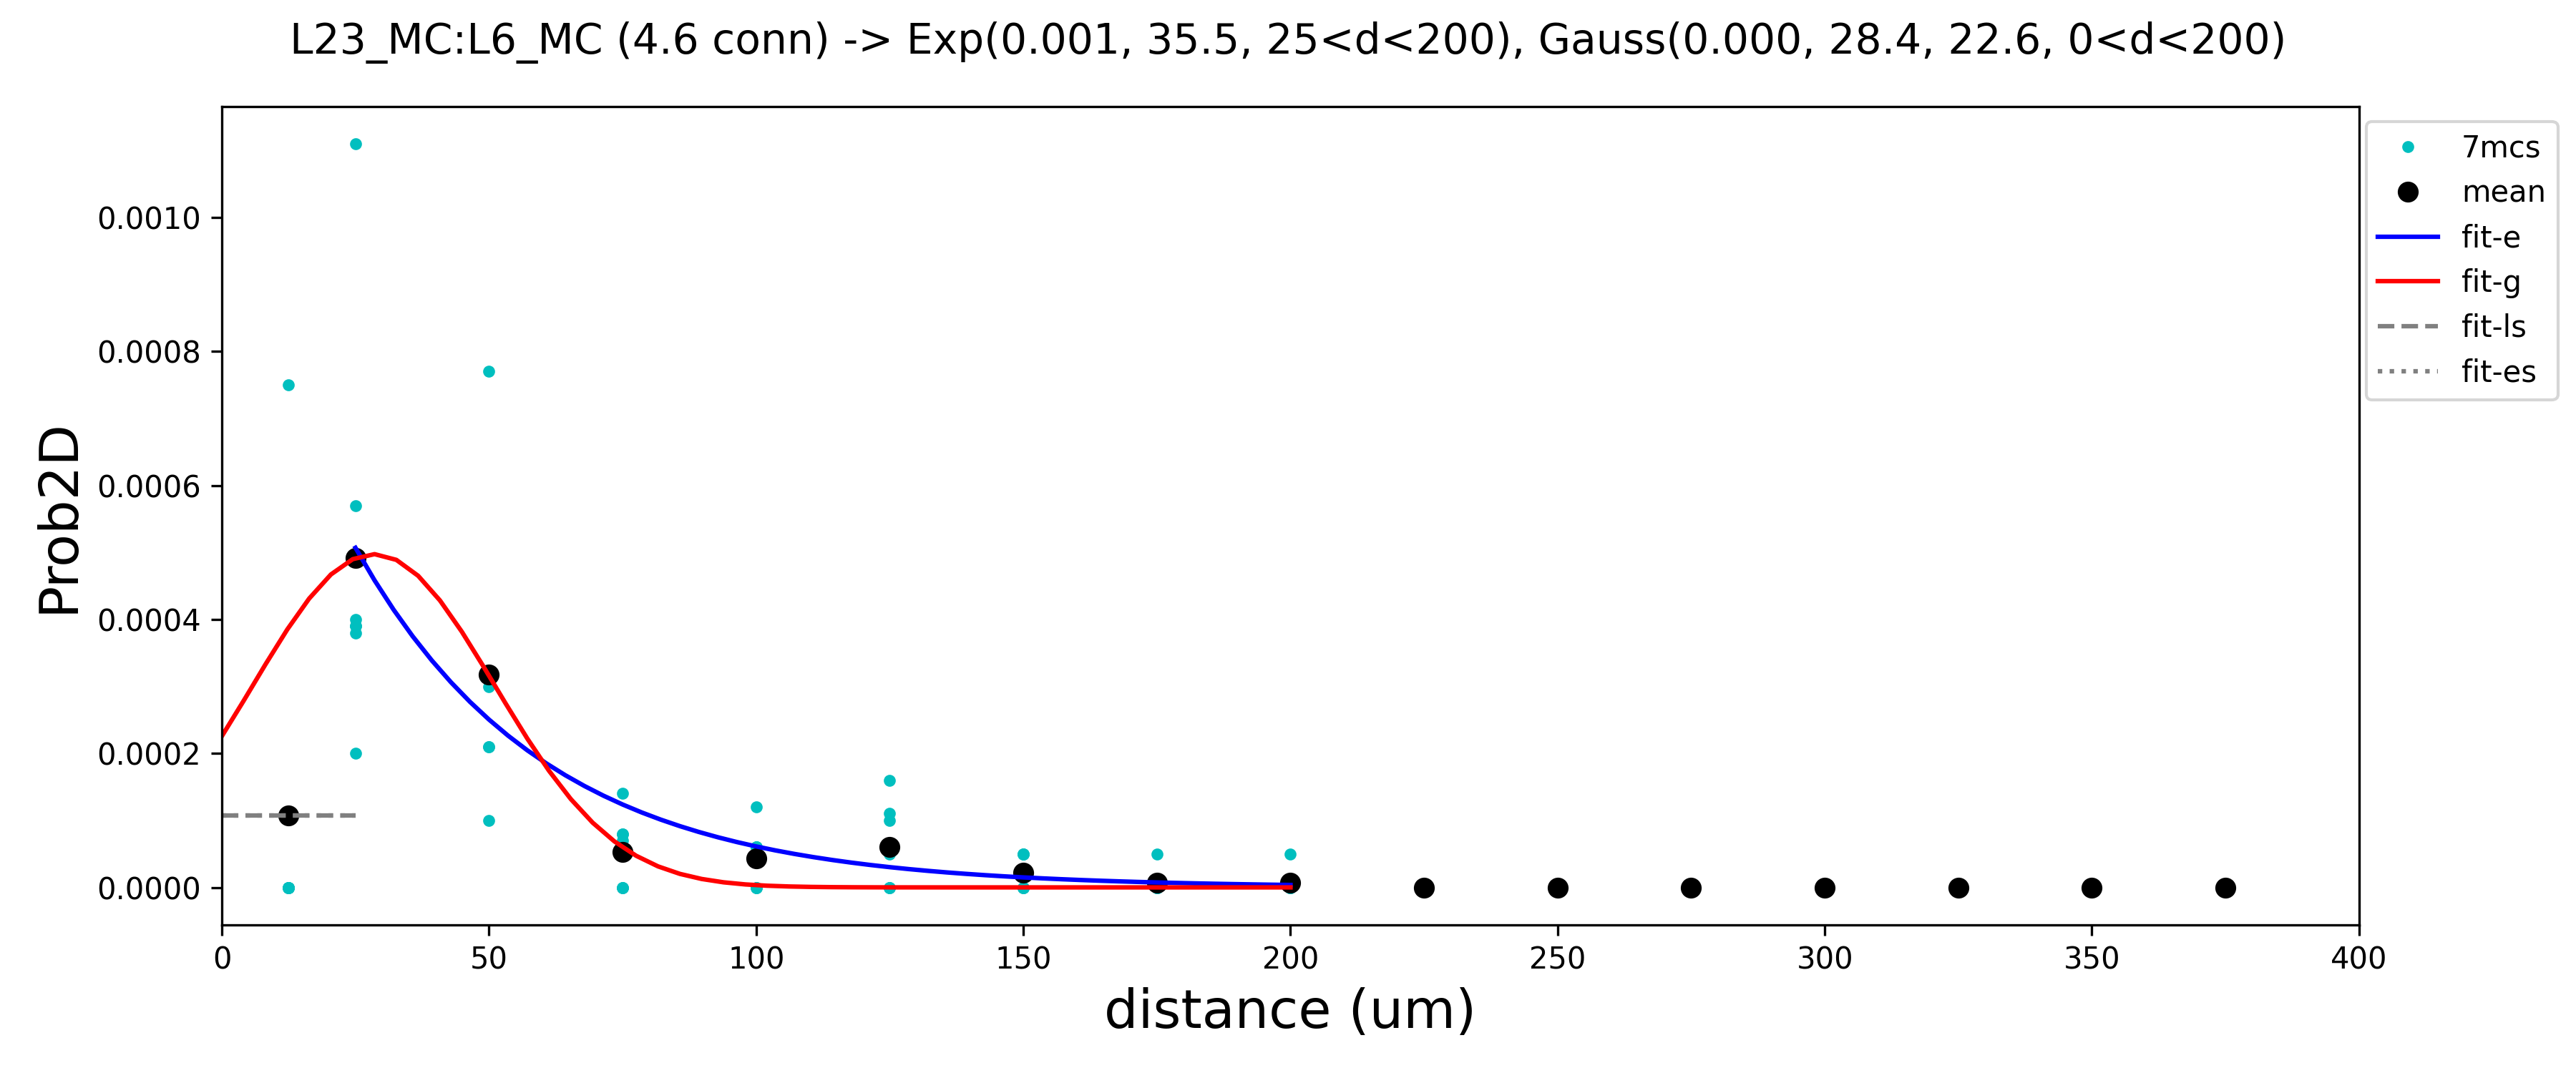 L23_MC:L6_MC (4.6 conn) -> Exp(0.001, 35.5, 25<d<200), Gauss(0.000, 28.4, 22.6, 0<d<200)
7mcs
mean
fit-e
fit-g
fit-ls
fit-es
Prob2D
0.0010
0.0008
0.0006
0.0004
0.0002
0.0000
0 50 100 150 200 250 300 350 400
distance (um)